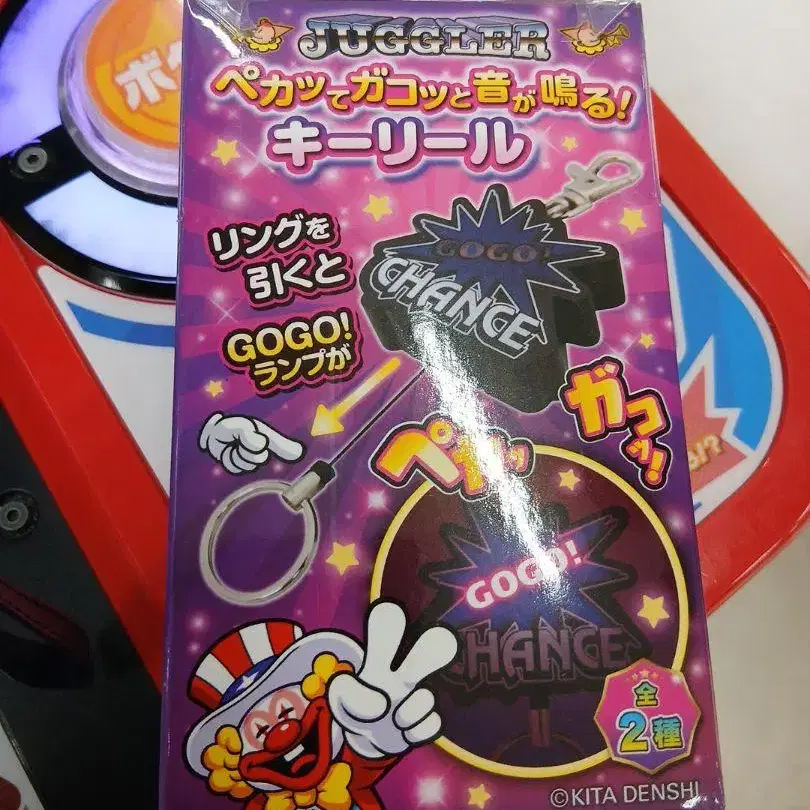 JUGGLER
ペカッてガコッと音が鳴る!
キーリール
リングを
引くと
GOGO!
ランプが
GOGO!
CHANCE
ガコッ!
GOGO!
CHANCE
全
2種
©KITA DENSHI